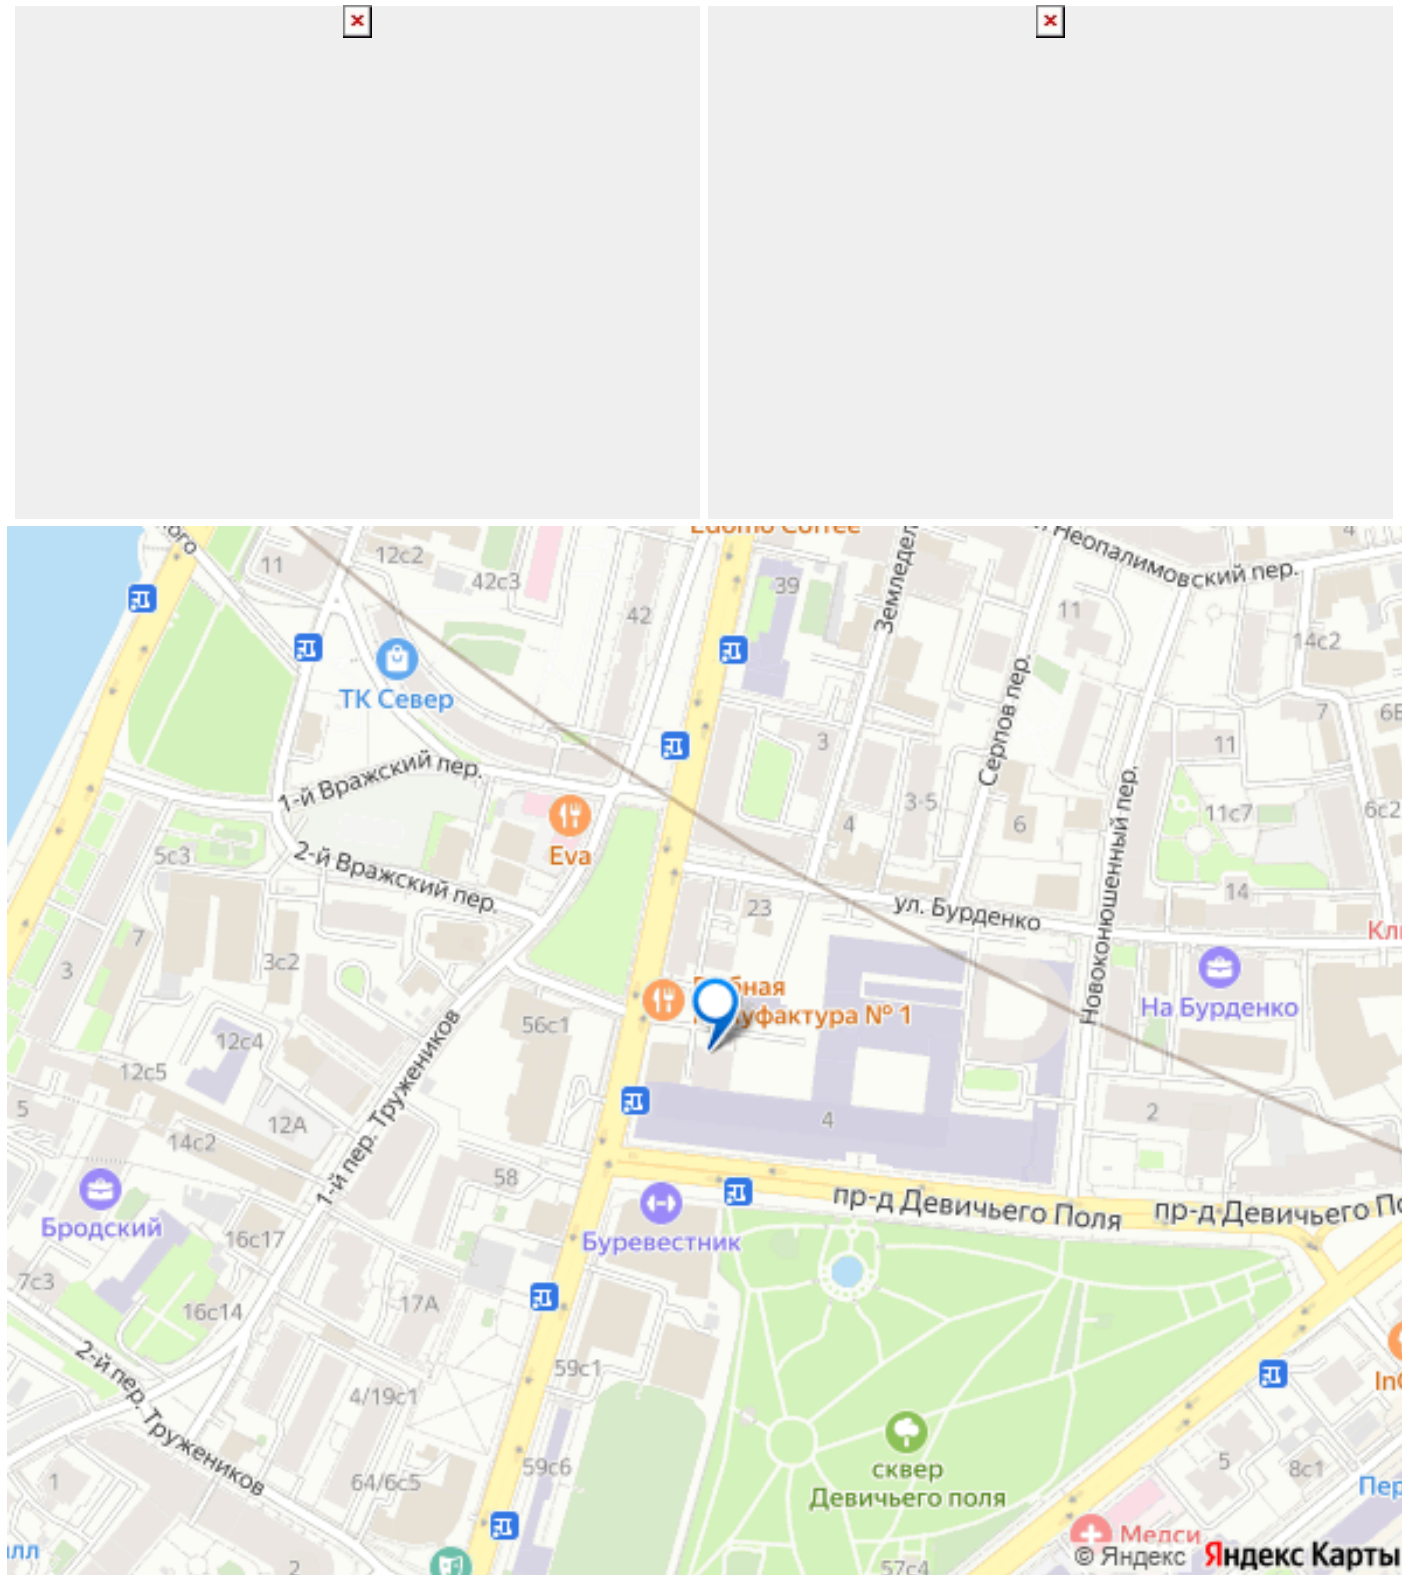 12с2
11
42с3
42
39
Земледел
Неопалимовский пер.
4
11
14с2
ТК Север
Серпов пер.
7
11
3
1-й Вражский пер.
3-5
11с7
6с2
4
6
Eva
5с3
2-й Вражский пер.
14
23
ул. Бурденко
Новоконюшенный пер.
7
3с2
3
На Бурденко
№ 1
56с1
12с4
12с5
1-й пер. Тружеников
5
12А
14с2
4
2
58
пр-д Девичьего Поля
пр-д Девичьего По
Бродский
16с17
Буревестник
7с3
16с14
17А
2-й пер. Тружеников
59с1
4/19с1
сквер
Девичьего поля
59с6
64/6с5
1
5
8с1
Медси
2
57с4
© Яндекс Яндекс Карты